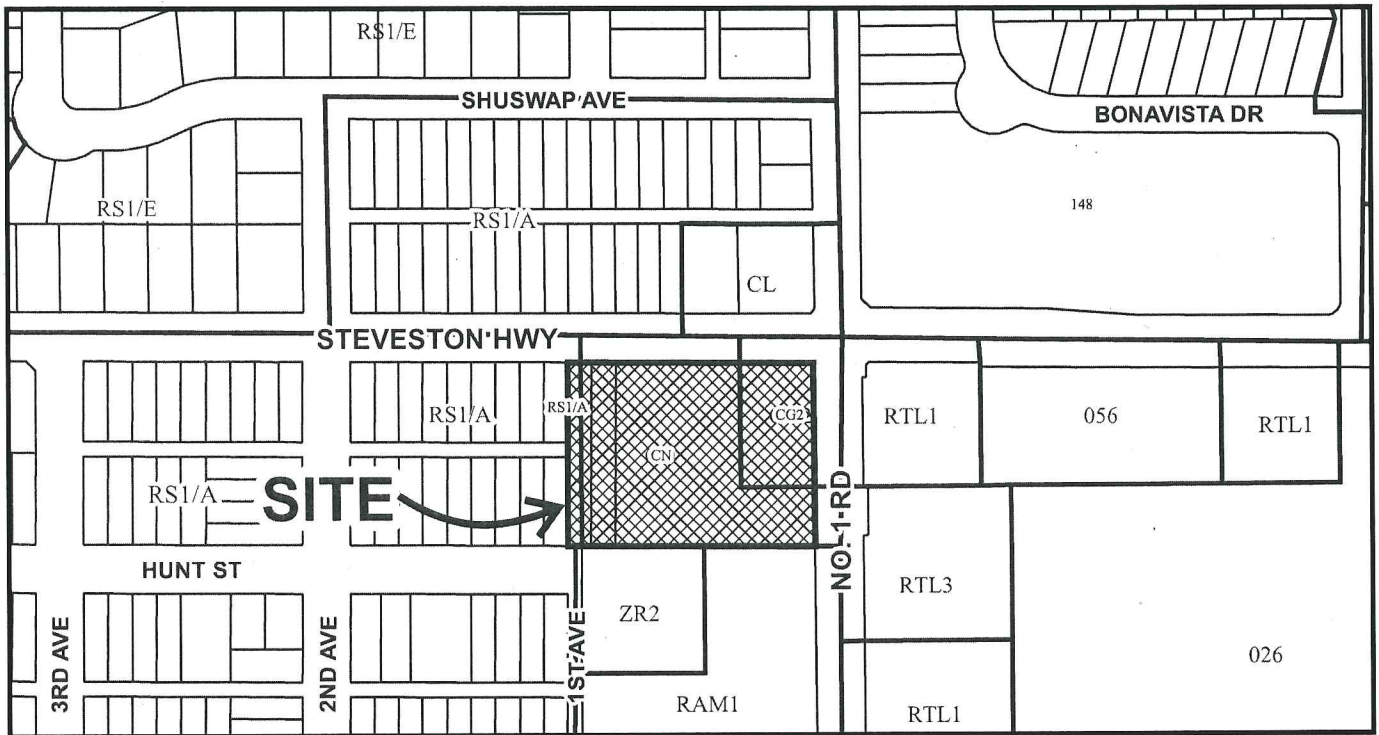 RS1/E
SHUSWAP AVE
BONAVISTA DR
RS1/E
RS1/A
148
CL
STEVESTON HWY
RS1/A
RS1/A
CG2
RTL1
056
RTL1
CN
RS1/A
SITE
NO. 1 RD
HUNT ST
RTL3
ZR2
3RD AVE
2ND AVE
1ST AVE
026
RAM1
RTL1